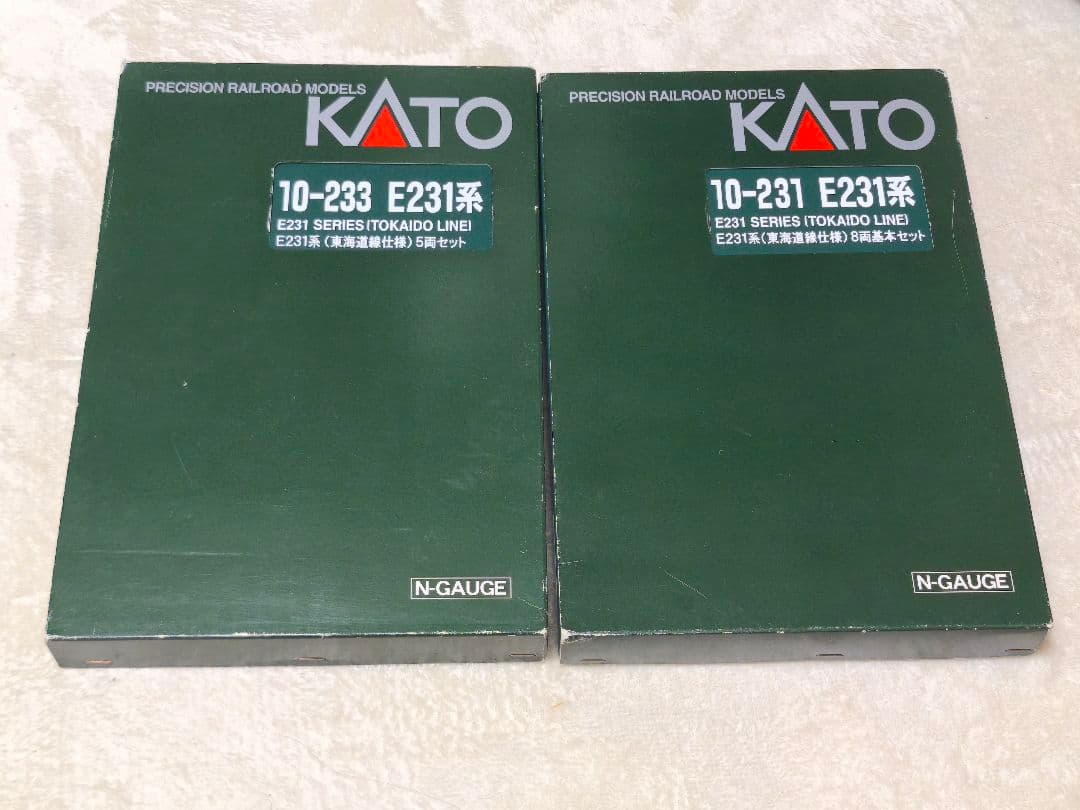 PRECISION RAILROAD MODELS
KATO
10-233 E231系
E231 SERIES (TOKAIDO LINE)
E231系 (東海道線仕様) 5両セット
N-GAUGE
PRECISION RAILROAD MODELS
KATO
10-231 E231系
E231 SERIES (TOKAIDO LINE)
E231系 (東海道線仕様) 8両基本セット
N-GAUGE